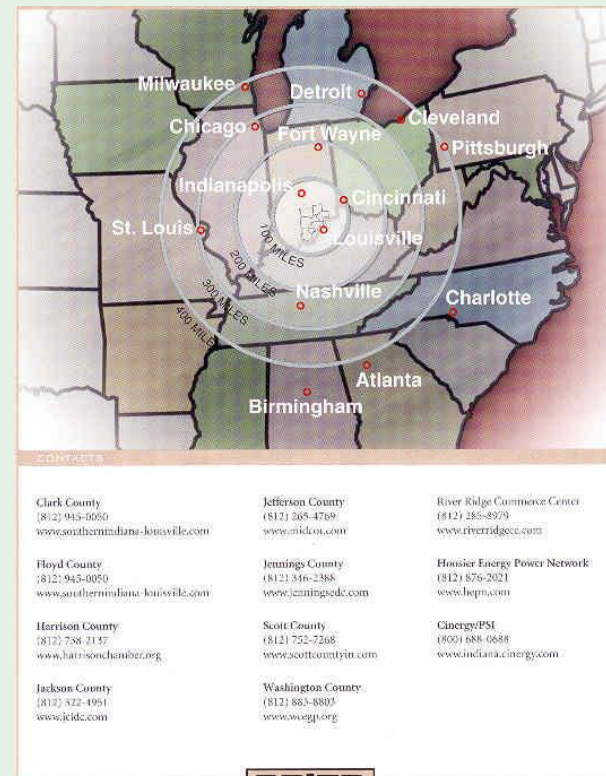 Milwaukee
Detroit
Cleveland
Chicago
Fort Wayne
Pittsburgh
Indianapolis
Cincinnati
St. Louis
Louisville
100 MILES
200 MILES
300 MILES
400 MILE
Nashville
Charlotte
Atlanta
Birmingham
CONTACTS
Clark County
(812) 945-0050
www.southernindiana-louisville.com
Floyd County
(812) 945-0050
www.southernindiana-louisville.com
Harrison County
(812) 738-2137
www.harrisonchamber.org
Jackson County
(812) 522-4951
www.jcidc.com
Jefferson County
(812) 265-4769
www.midcor.com
Jennings County
(812) 346-2388
www.jenningsedc.com
Scott County
(812) 752-7268
www.scottcountyin.com
Washington County
(812) 883-8803
www.wcegp.org
River Ridge Commerce Center
(812) 285-8979
www.riverridgecc.com
Hoosier Energy Power Network
(812) 876-2021
www.hepn.com
Cinergy/PSI
(800) 688-0688
www.indiana.cinergy.com